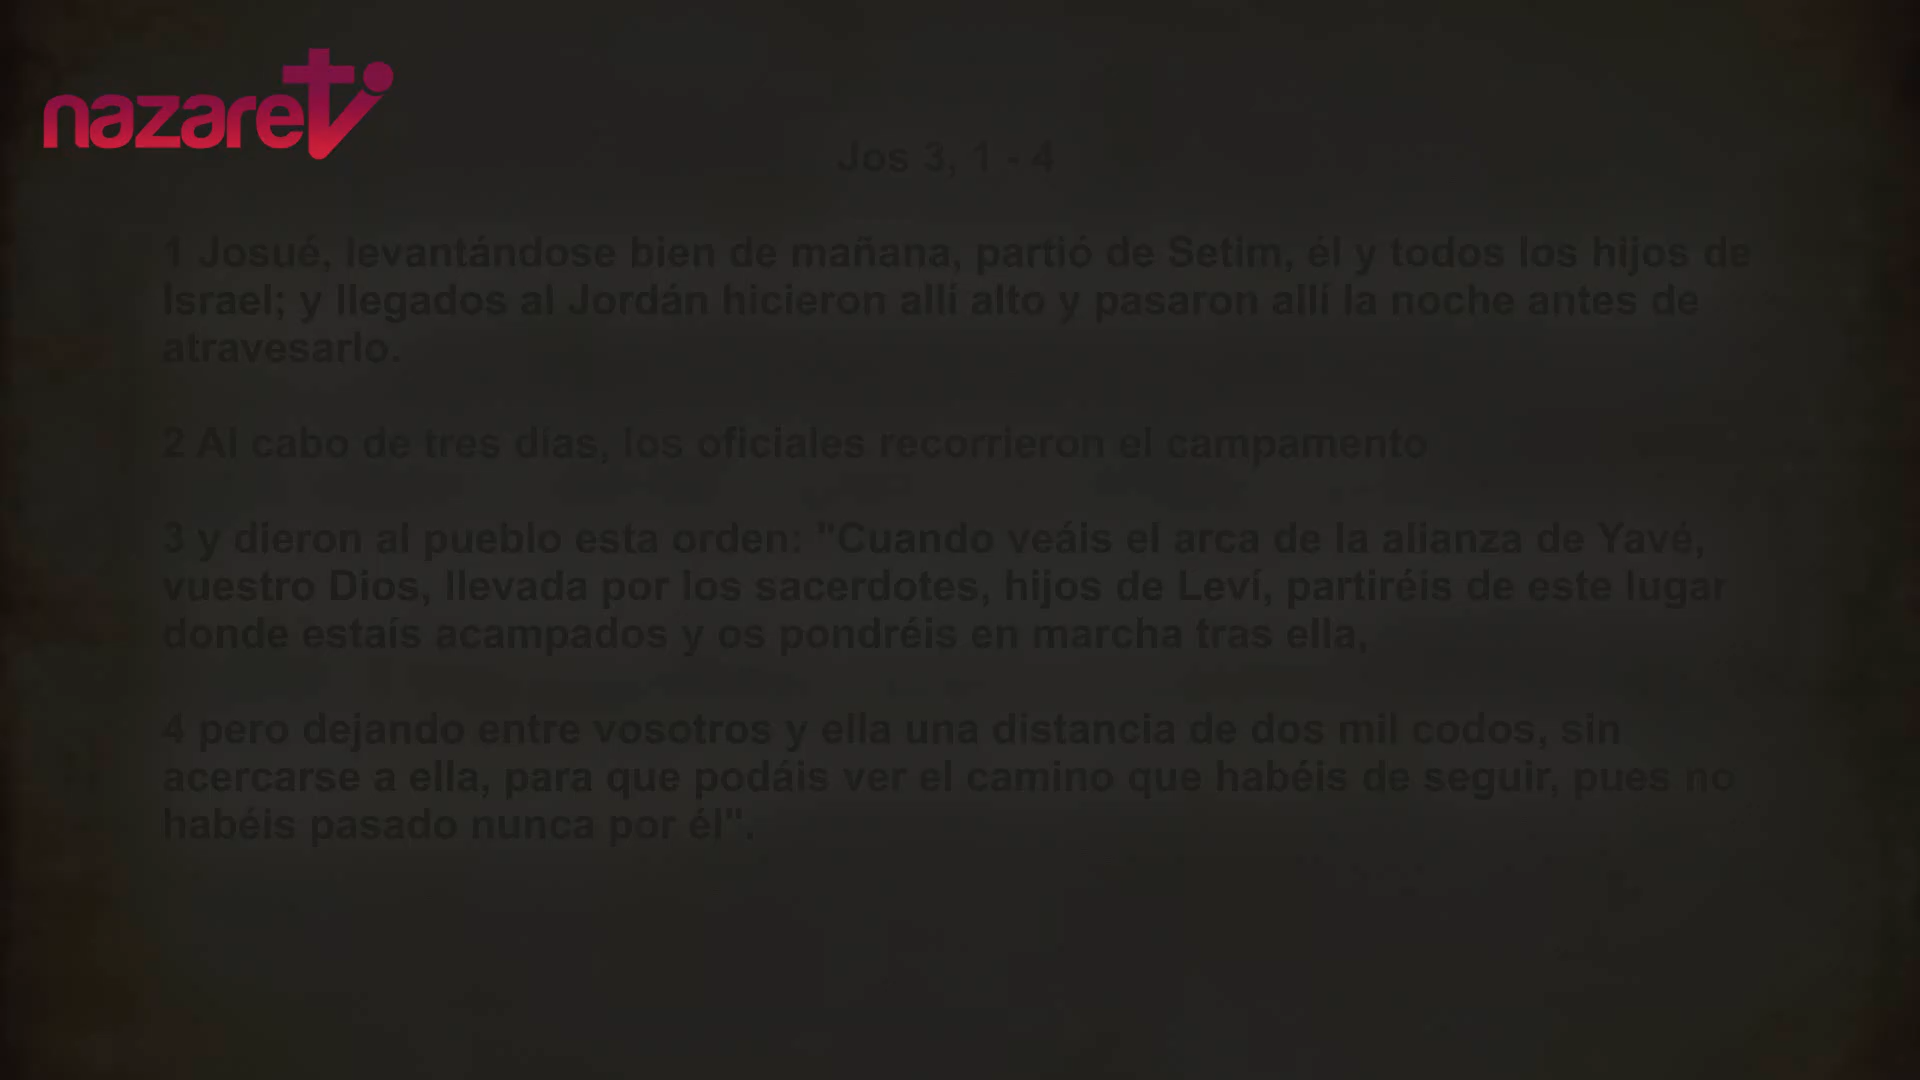 nazaretv
Jos 3, 1 - 4
1 Josué, levantándose bien de mañana, partió de Setim, él y todos los hijos de
Israel; y llegados al Jordán hicieron allí alto y pasaron allí la noche antes de
atravesarlo.
2 Al cabo de tres días, los oficiales recorrieron el campamento
3 y dieron al pueblo esta orden: "Cuando veáis el arca de la alianza de Yavé,
vuestro Dios, llevada por los sacerdotes, hijos de Leví, partiréis de este lugar
donde estaís acampados y os pondréis en marcha tras ella,
4 pero dejando entre vosotros y ella una distancia de dos mil codos, sin
acercarse a ella, para que podáis ver el camino que habéis de seguir, pues no
habéis pasado nunca por él".